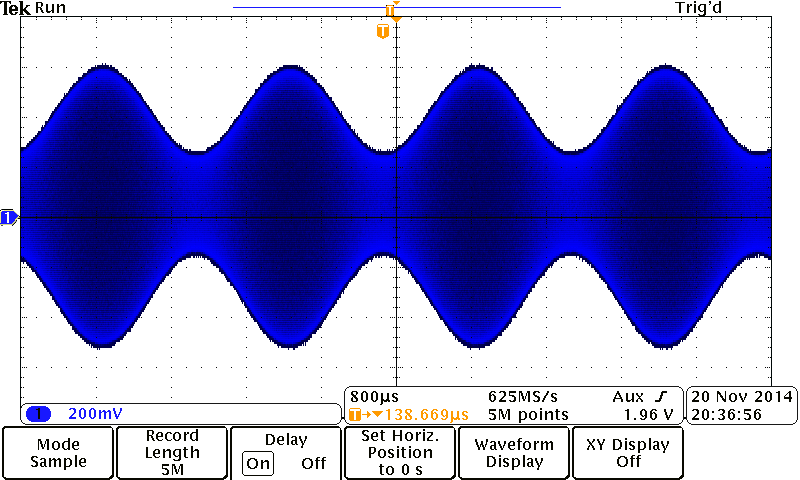 Tek Run Trig'd
T
T
1
1 200mV
800µs 625MS/s Aux
T 138.669µs 5M points 1.96 V
20 Nov 2014
20:36:56
Mode
Sample
Record
Length
5M
Delay
On Off
Set Horiz.
Position
to 0 s
Waveform
Display
XY Display
Off